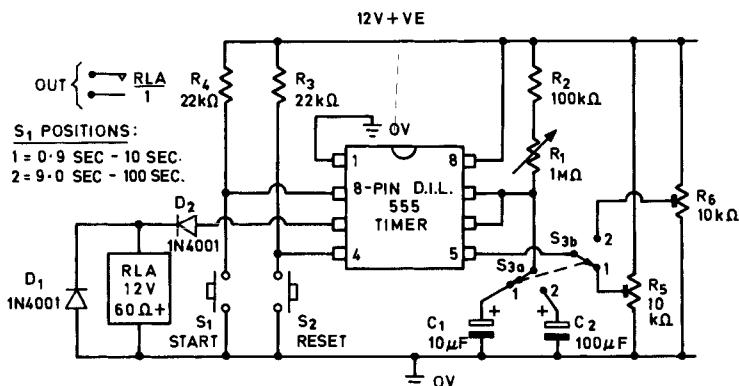 12V+VE
OUT { RLA/1
R4
22kΩ
R3
22kΩ
R2
100kΩ
0V
S1 POSITIONS:
1 = 0·9 SEC - 10 SEC.
2 = 9·0 SEC - 100 SEC.
1
8
R1
1MΩ
8-PIN D.I.L.
555
TIMER
4
5
D2
1N4001
S3b
2
1
R6
10kΩ
D1
1N4001
RLA
12V
60Ω+
S3a
1
2
R5
10
kΩ
S1
START
S2
RESET
+
C1
10μF
+
C2
100μF
0V